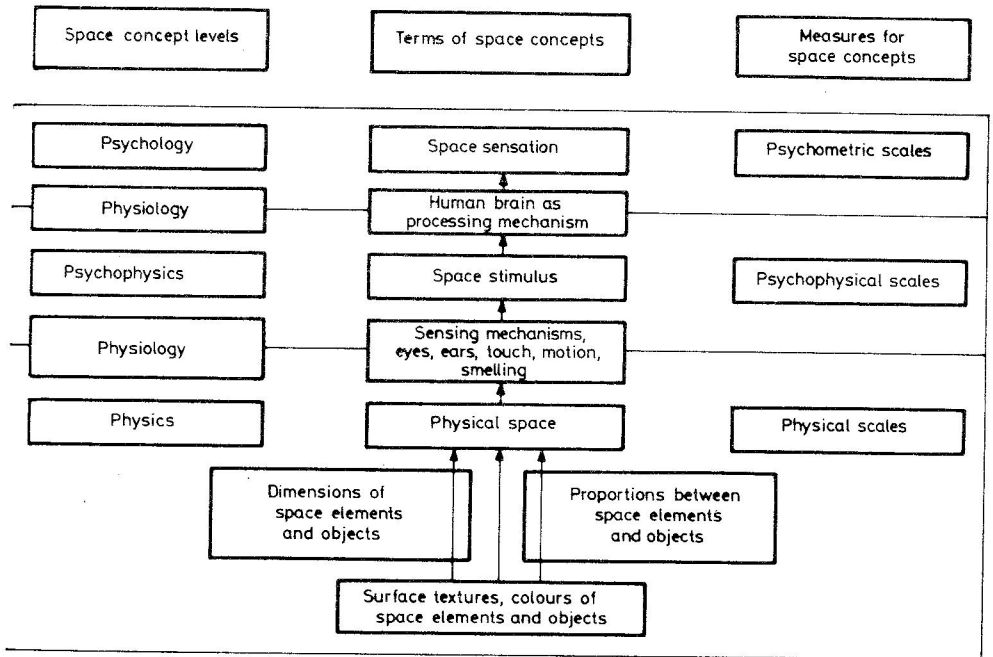 Space concept levels
Terms of space concepts
Measures for
space concepts
Psychology
Space sensation
Psychometric scales
Physiology
Human brain as
processing mechanism
Psychophysics
Space stimulus
Psychophysical scales
Physiology
Sensing mechanisms,
eyes, ears, touch, motion,
smelling
Physics
Physical space
Physical scales
Dimensions of
space elements
and objects
Proportions between
space elements
and objects
Surface textures, colours of
space elements and objects